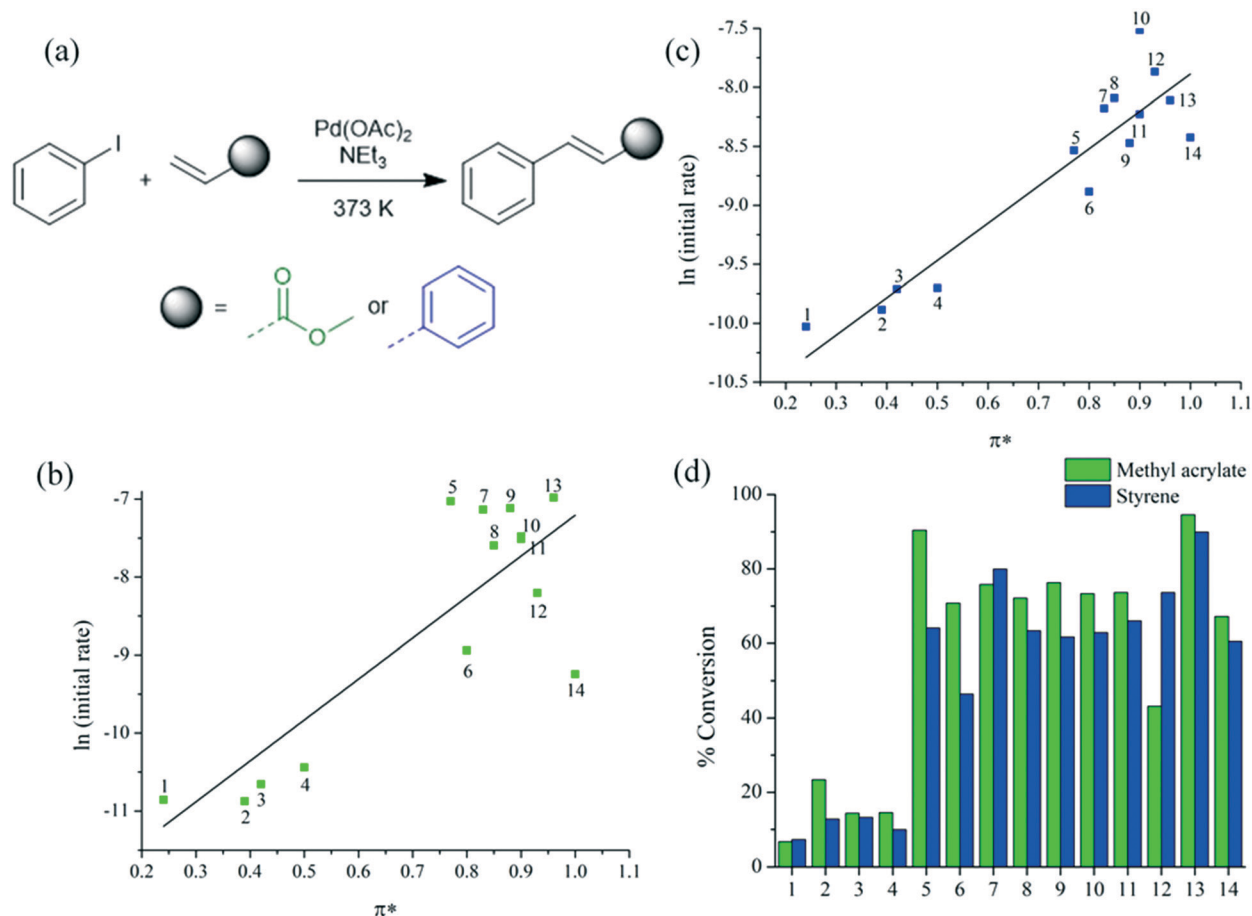 (a)
I
+
Pd(OAc)2
NEt3
373 K
=
O
O
or
(c)
ln (initial rate)
-7.5
-8.0
-8.5
-9.0
-9.5
-10.0
-10.5
1
2
3
4
5
6
7
8
9
10
11
12
13
14
0.2 0.3 0.4 0.5 0.6 0.7 0.8 0.9 1.0 1.1
π*
(b)
ln (initial rate)
-7
-8
-9
-10
-11
1
2
3
4
5
6
7
8
9
10
11
12
13
14
0.2 0.3 0.4 0.5 0.6 0.7 0.8 0.9 1.0 1.1
π*
(d)
Methyl acrylate
Styrene
% Conversion
100
80
60
40
20
0
1 2 3 4 5 6 7 8 9 10 11 12 13 14